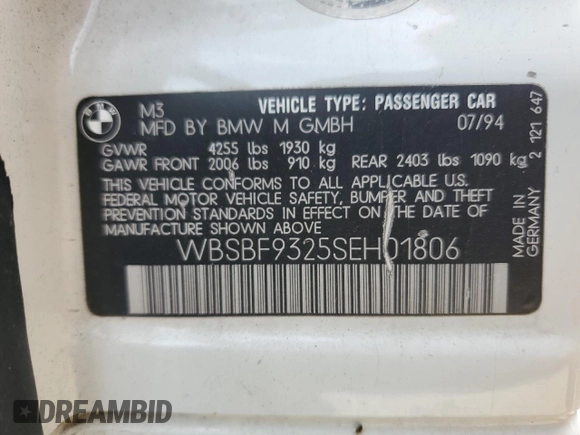 BMW
M3
VEHICLE TYPE: PASSENGER CAR
MFD BY BMW M GMBH 07/94
GVWR 4255 lbs 1930 kg
GAWR FRONT 2006 lbs 910 kg REAR 2403 lbs 1090 kg
THIS VEHICLE CONFORMS TO ALL APPLICABLE U.S.
FEDERAL MOTOR VEHICLE SAFETY, BUMPER AND THEFT
PREVENTION STANDARDS IN EFFECT ON THE DATE OF
MANUFACTURE SHOWN ABOVE.
WBSBF9325SEH01806
MADE IN
GERMANY 2 121 647
DREAMBID